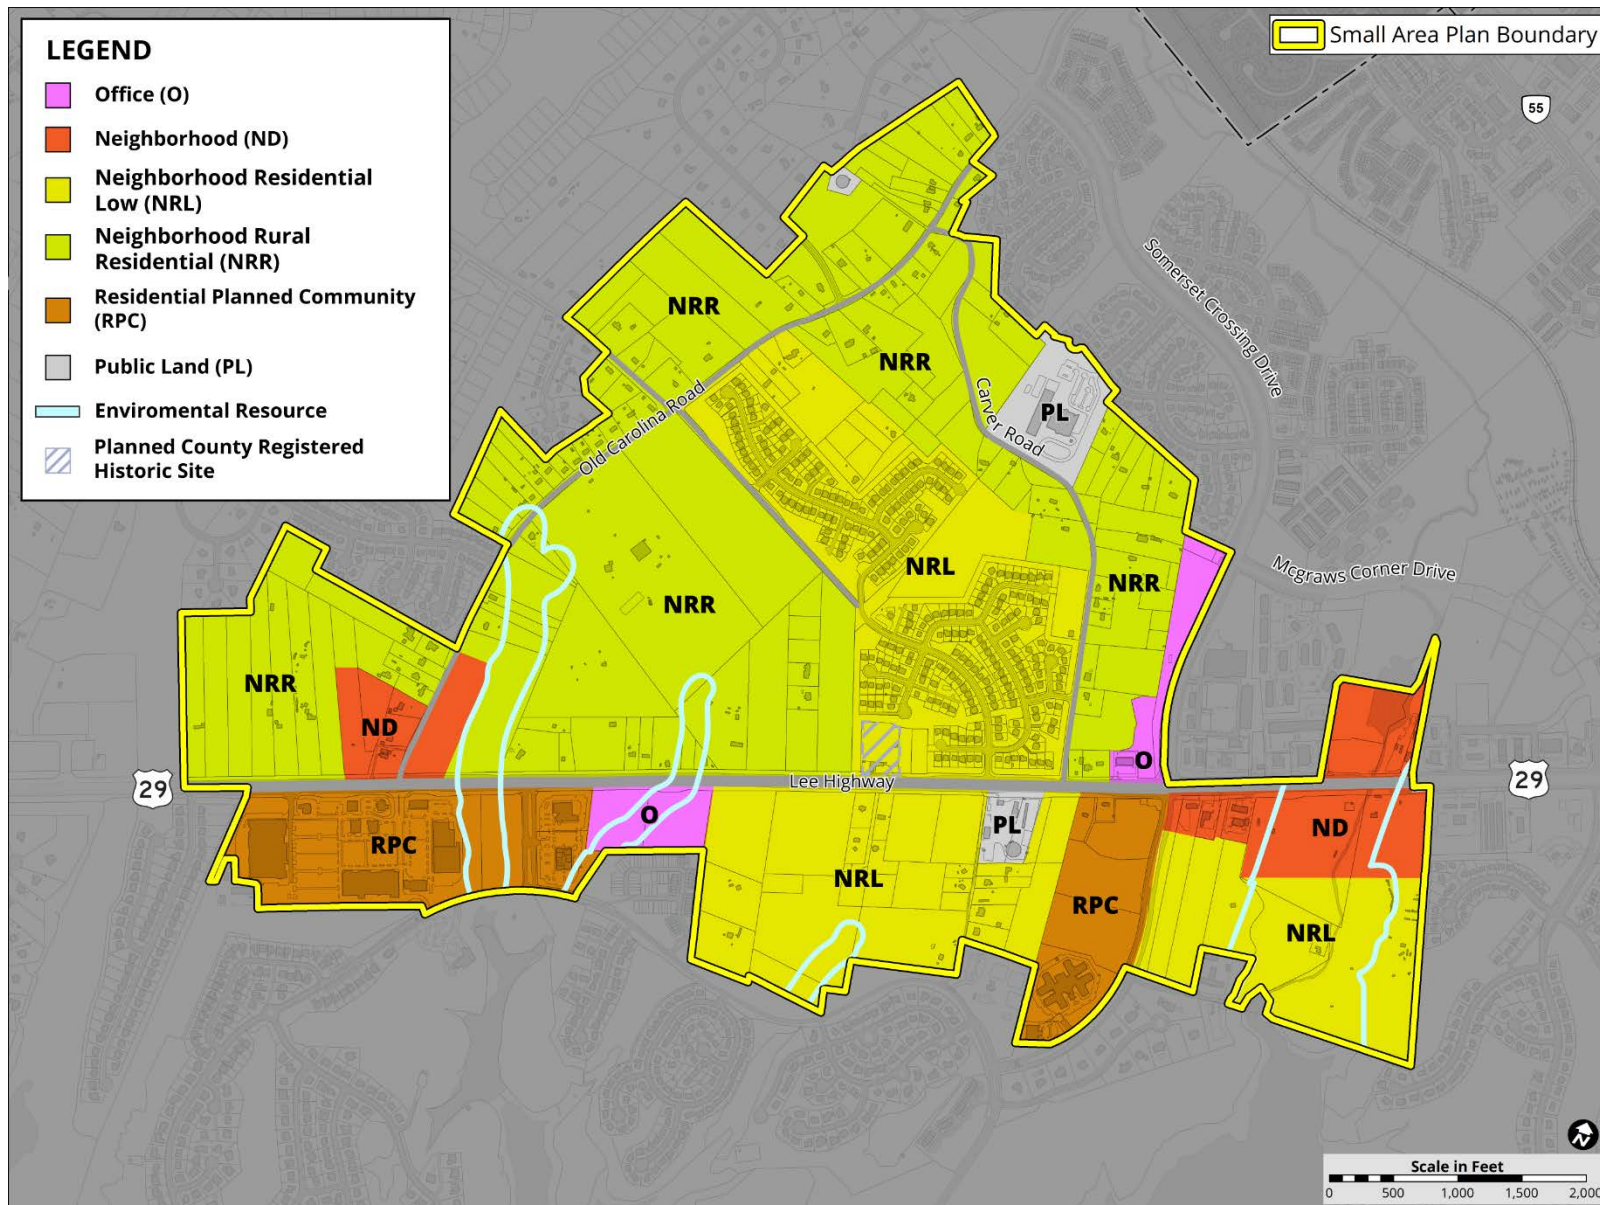 LEGEND
Office (O)
Neighborhood (ND)
Neighborhood Residential
Low (NRL)
Neighborhood Rural
Residential (NRR)
Residential Planned Community
(RPC)
Public Land (PL)
Enviromental Resource
Planned County Registered
Historic Site
Small Area Plan Boundary
55
Somerset Crossing Drive
NRR
NRR
Carver Road
PL
Old Carolina Road
NRL
Mcgraws Corner Drive
NRR
NRR
NRR
ND
O
29
Lee Highway
29
O
PL
ND
RPC
NRL
RPC
NRL
N
Scale in Feet
0 500 1,000 1,500 2,000